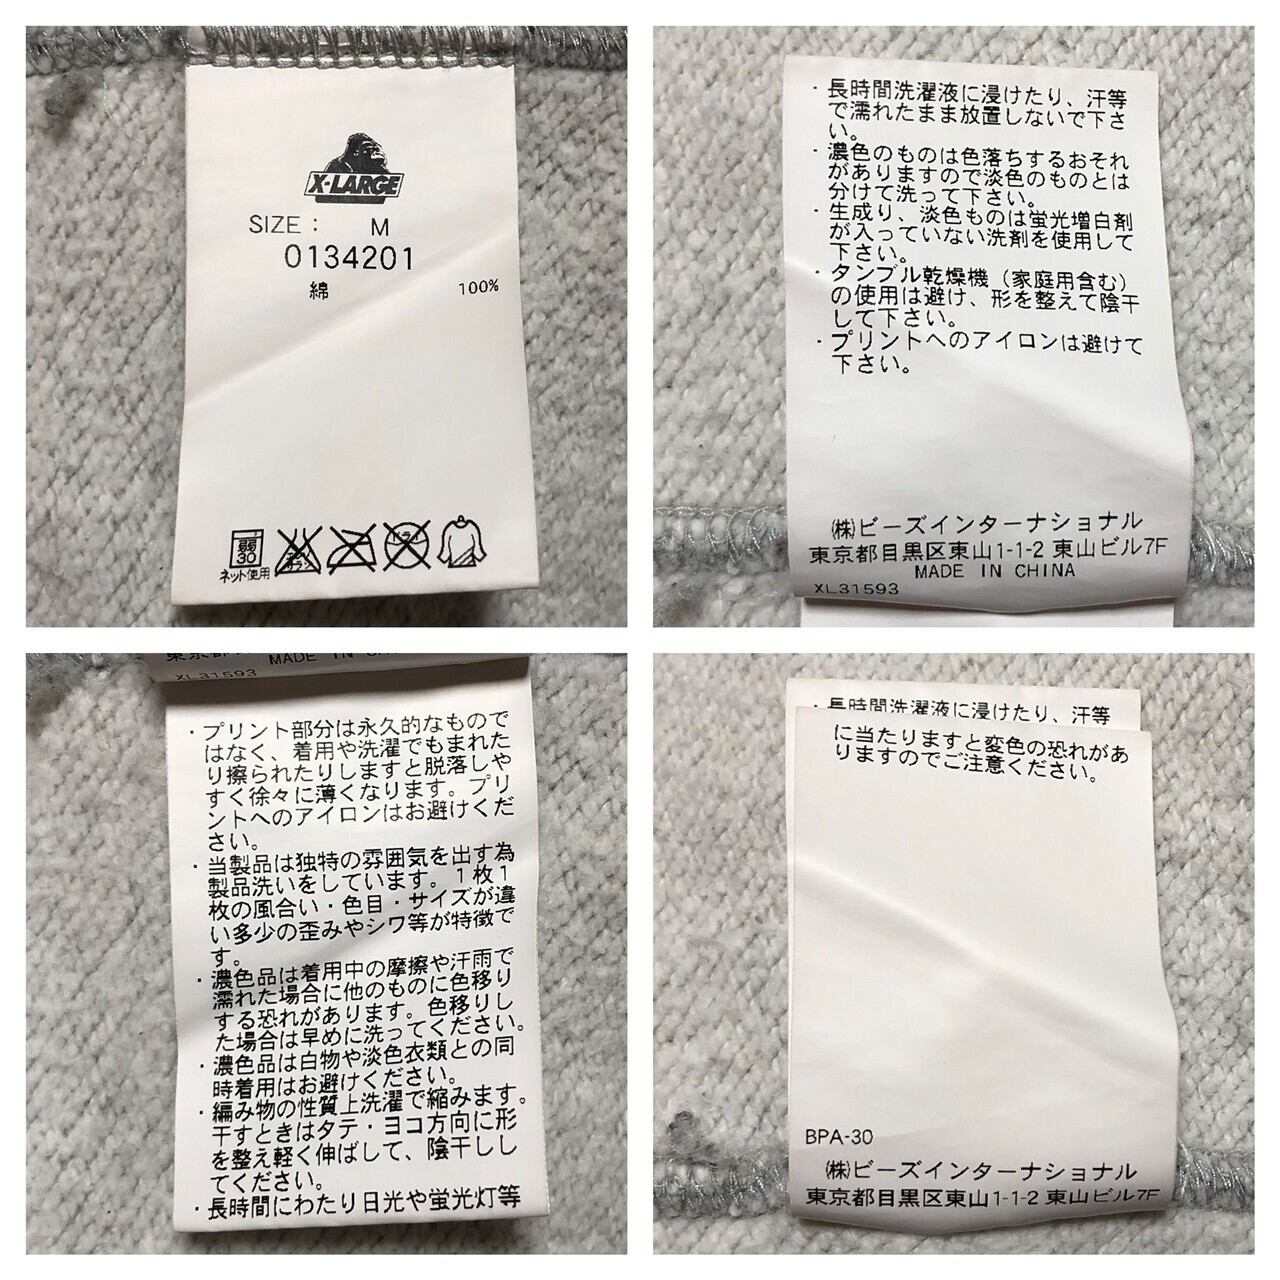 X-LARGE
SIZE : M
0134201
綿 100%
弱
30
ネット使用
・長時間洗濯液に浸けたり、汗等
で濡れたまま放置しないで下さ
い。
・濃色のものは色落ちするおそれ
がありますので淡色のものとは
分けて洗って下さい。
・生成り、淡色ものは蛍光増白剤
が入っていない洗剤を使用して
下さい。
・タンブル乾燥機（家庭用含む）
の使用は避け、形を整えて陰干
して下さい。
・プリントへのアイロンは避けて
下さい。
㈱ビーズインターナショナル
東京都目黒区東山1-1-2 東山ビル7F
MADE IN CHINA
XL31593
MADE IN
XL31593
・プリント部分は永久的なもので
はなく、着用や洗濯でもまれた
り擦られたりしますと脱落しや
すく徐々に薄くなります。プリ
ントへのアイロンはお避けくだ
さい。
・当製品は独特の雰囲気を出す為
製品洗いをしています。１枚１
枚の風合い・色目・サイズが違
い多少の歪みやシワ等が特徴で
す。
・濃色品は着用中の摩擦や汗雨で
濡れた場合に他のものに色移り
する恐れがあります。色移りし
た場合は早めに洗ってください。
・濃色品は白物や淡色衣類との同
時着用はお避けください。
・編み物の性質上洗濯で縮みます。
干すときはタテ・ヨコ方向に形
を整え軽く伸ばして、陰干しし
てください。
・長時間にわたり日光や蛍光灯等
・長時間洗濯液に浸けたり、汗等
に当たりますと変色の恐れがあ
りますのでご注意ください。
BPA-30
㈱ビーズインターナショナル
東京都目黒区東山1-1-2 東山ビル7F